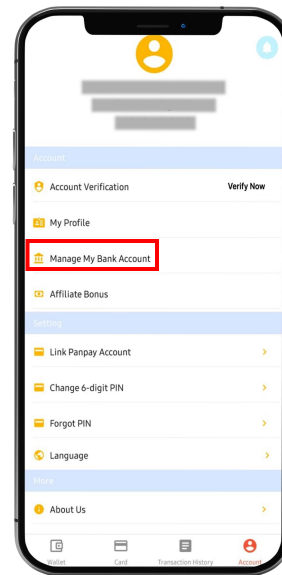 Account
Account Verification Verify Now
My Profile
Manage My Bank Account
Affiliate Bonus
Setting
Link Panpay Account
Change 6-digit PIN
Forgot PIN
Language
More
About Us
Wallet Card Transaction History Account